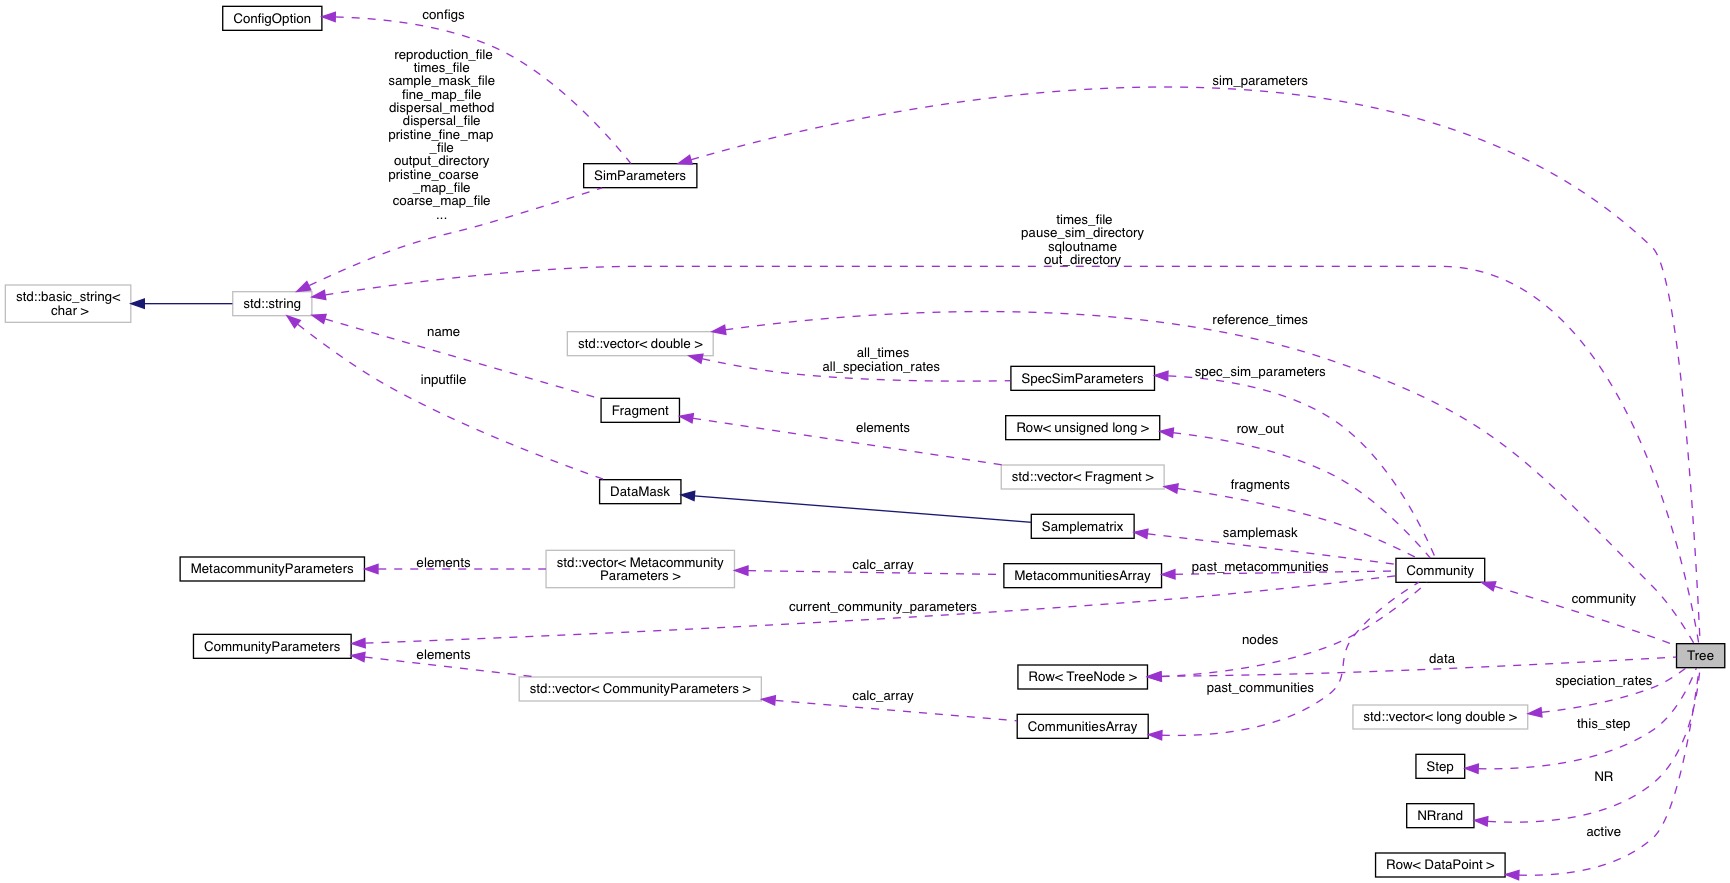 ConfigOption
configs
reproduction_file
times_file
sample_mask_file
fine_map_file
dispersal_method
dispersal_file
pristine_fine_map
_file
output_directory
pristine_coarse
_map_file
coarse_map_file
...
sim_parameters
SimParameters
times_file
pause_sim_directory
sqloutname
out_directory
std::basic_string<
char >
std::string
name
inputfile
std::vector< double >
reference_times
all_times
all_speciation_rates
SpecSimParameters
spec_sim_parameters
Fragment
elements
Row< unsigned long >
row_out
std::vector< Fragment >
fragments
DataMask
Samplematrix
samplemask
MetacommunityParameters
elements
std::vector< Metacommunity
Parameters >
calc_array
MetacommunitiesArray
past_metacommunities
Community
community
current_community_parameters
CommunityParameters
elements
std::vector< CommunityParameters >
calc_array
nodes
data
Row< TreeNode >
past_communities
CommunitiesArray
Tree
speciation_rates
std::vector< long double >
this_step
Step
NR
NRrand
active
Row< DataPoint >